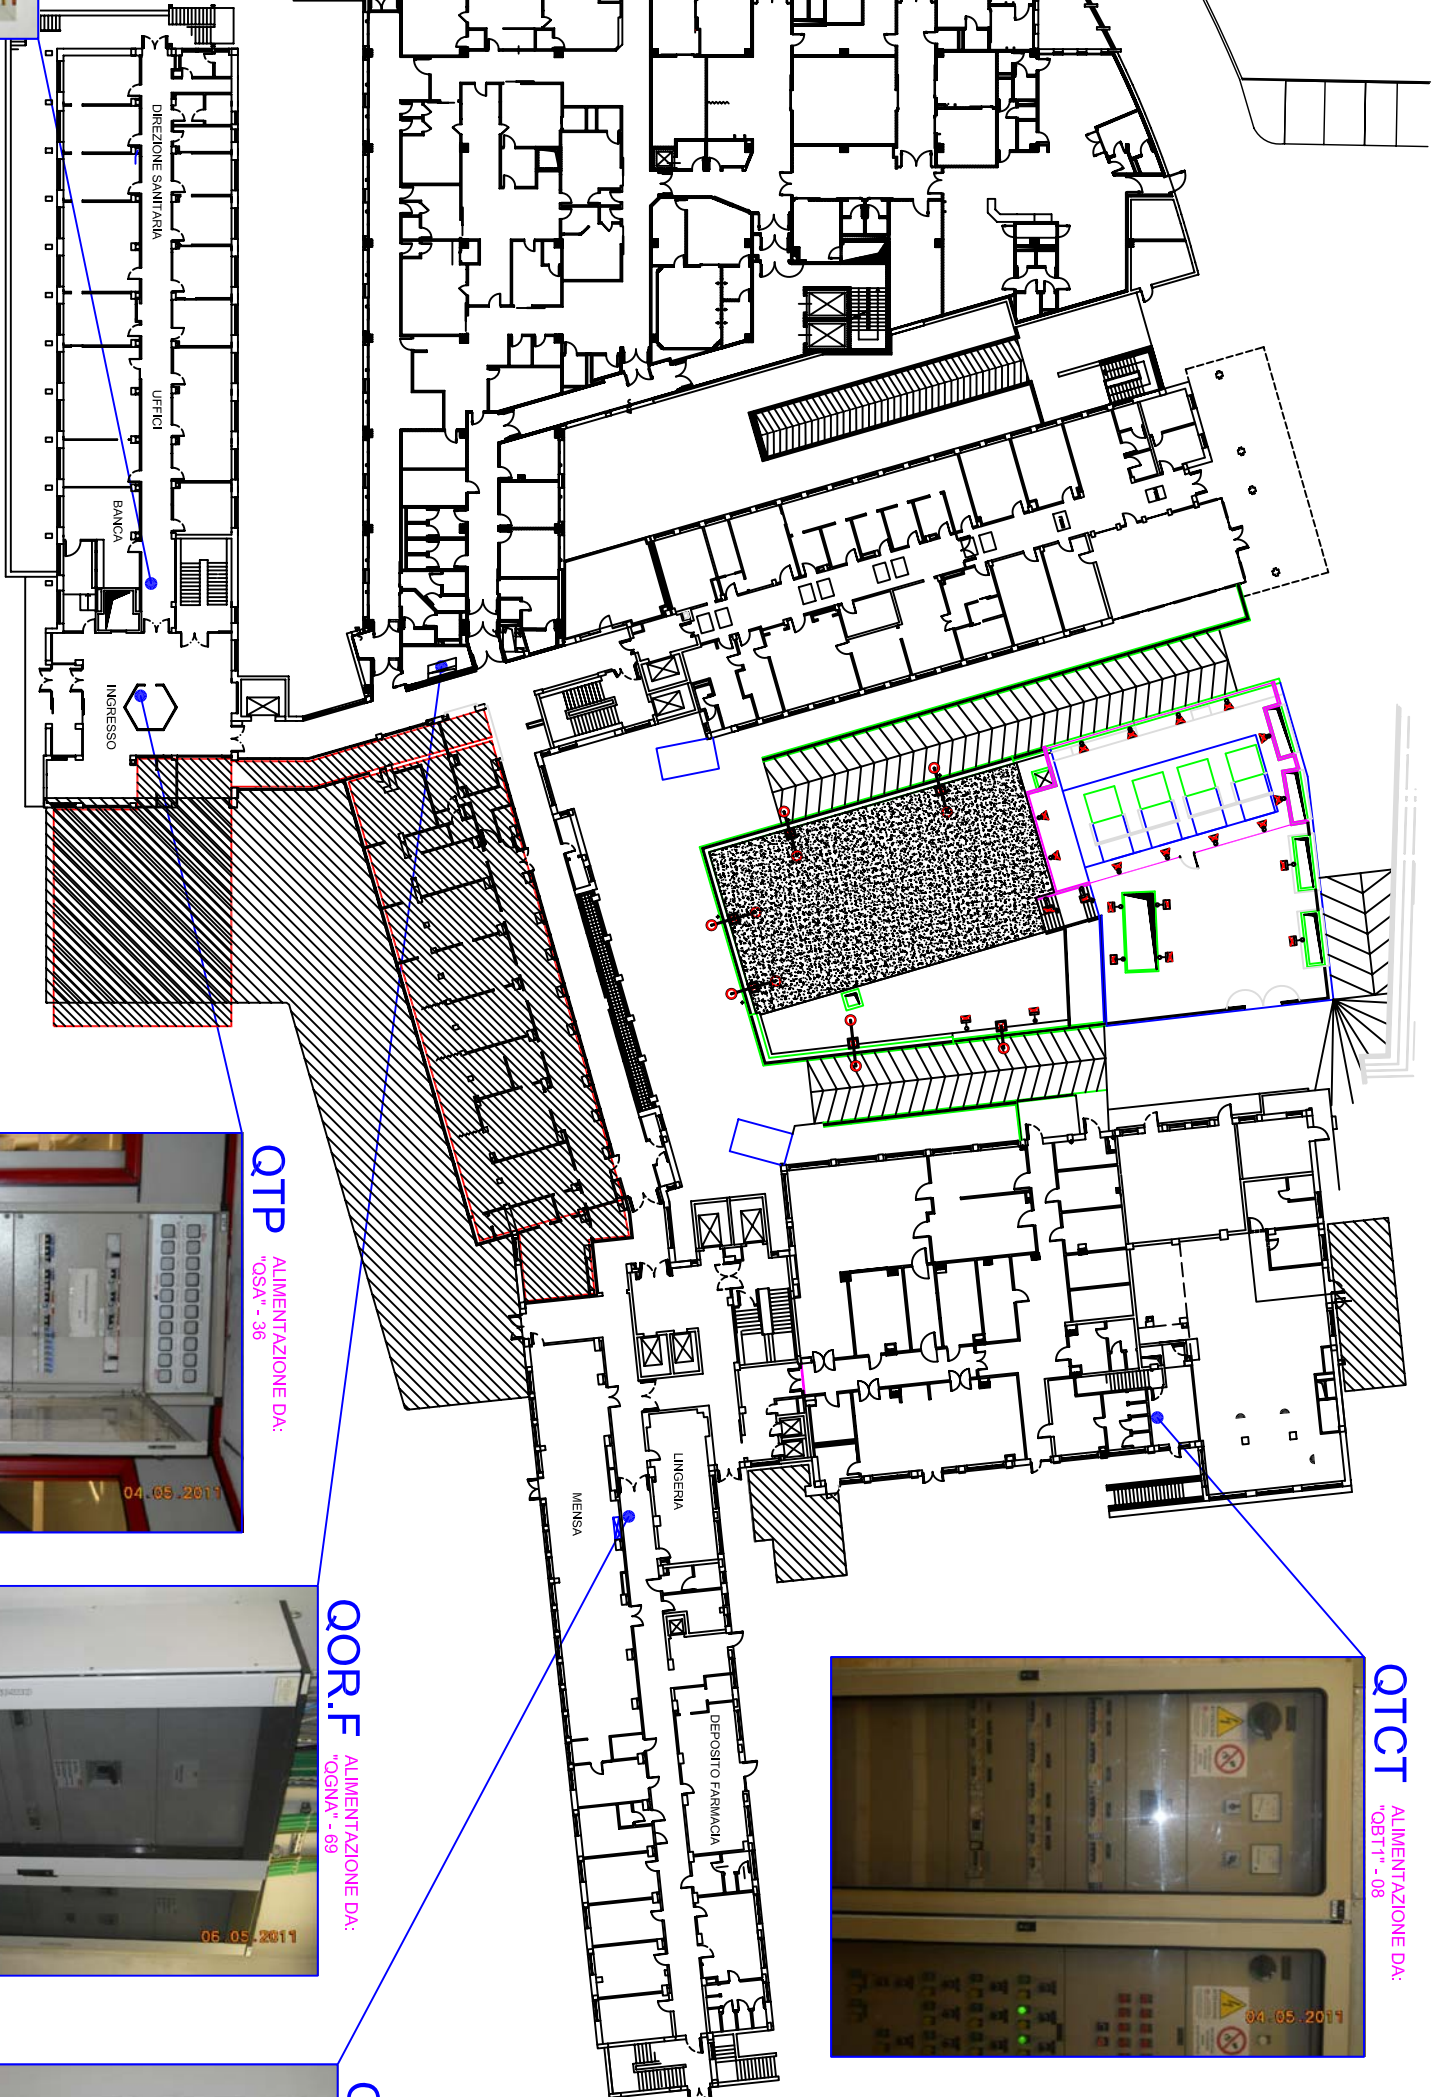 DIREZIONE SANITARIA
UFFICI
BANCA
INGRESSO
QTP
ALIMENTAZIONE DA:
"QSA" - 36
04.05.2011
QOR.F
ALIMENTAZIONE DA:
"QGNA" - 69
06.05.2011
MENSA
LINGERIA
DEPOSITO FARMACIA
QTCT
ALIMENTAZIONE DA:
"QBT1" - 08
04.05.2011